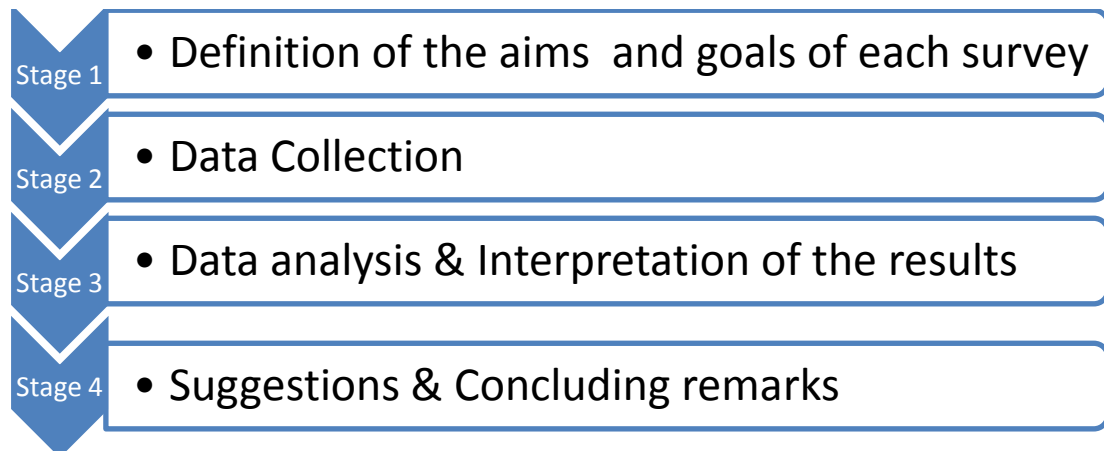 Stage 1
• Definition of the aims  and goals of each survey
Stage 2
• Data Collection
Stage 3
• Data analysis & Interpretation of the results
Stage 4
• Suggestions & Concluding remarks